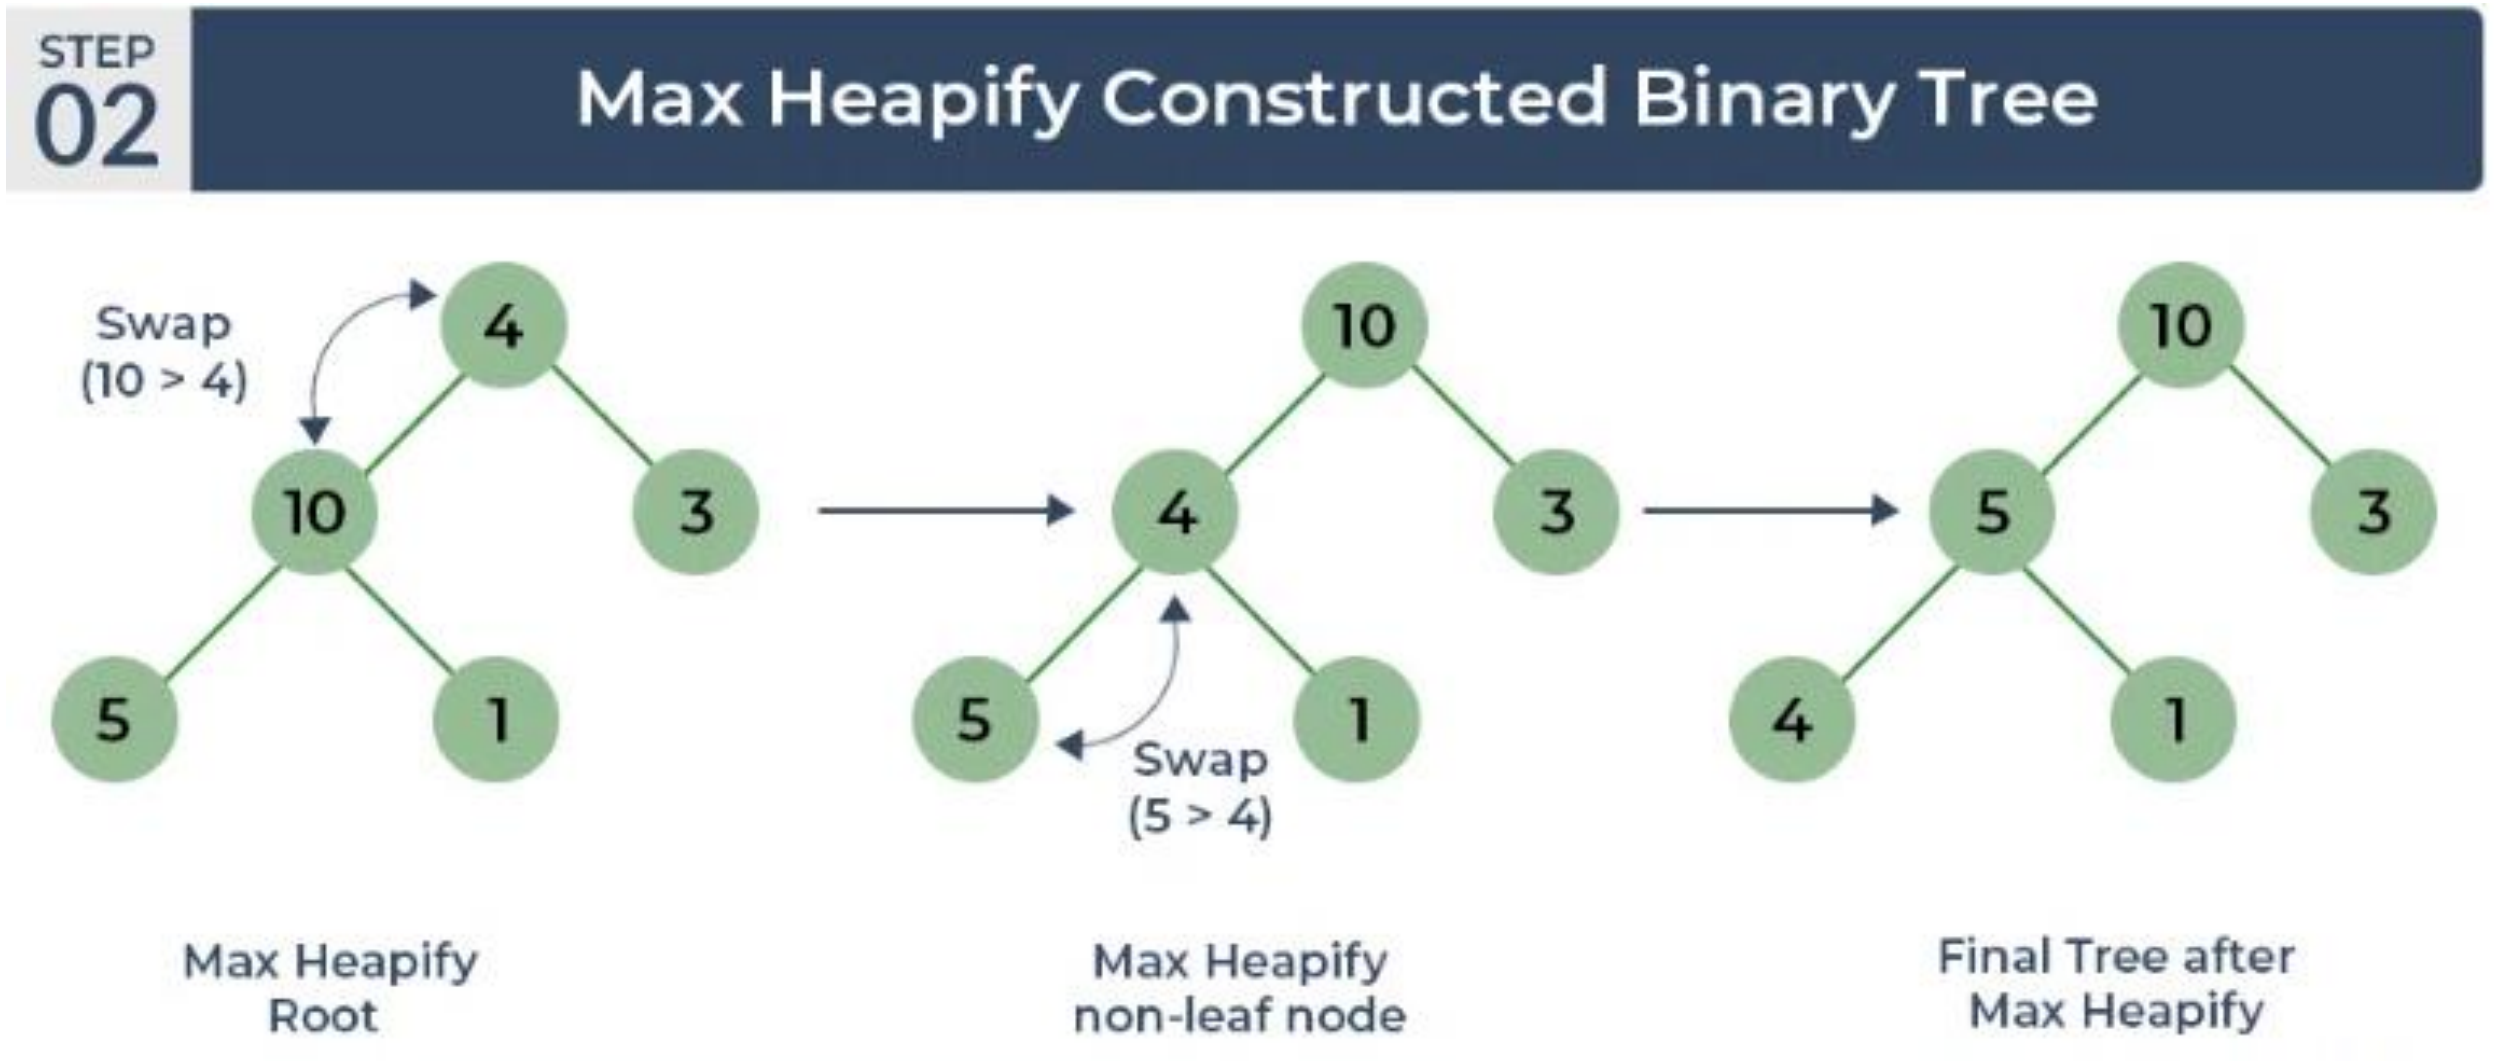 STEP
02
Max Heapify Constructed Binary Tree
Swap
(10 > 4)
4
10
3
5
1
Max Heapify
Root
10
4
3
5
1
Swap
(5 > 4)
Max Heapify
non-leaf node
10
5
3
4
1
Final Tree after
Max Heapify